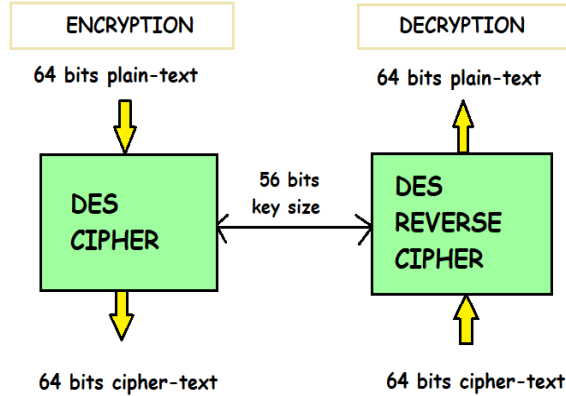 ENCRYPTION
DECRYPTION
64 bits plain-text
64 bits plain-text
DES
CIPHER
56 bits
key size
DES
REVERSE
CIPHER
64 bits cipher-text
64 bits cipher-text